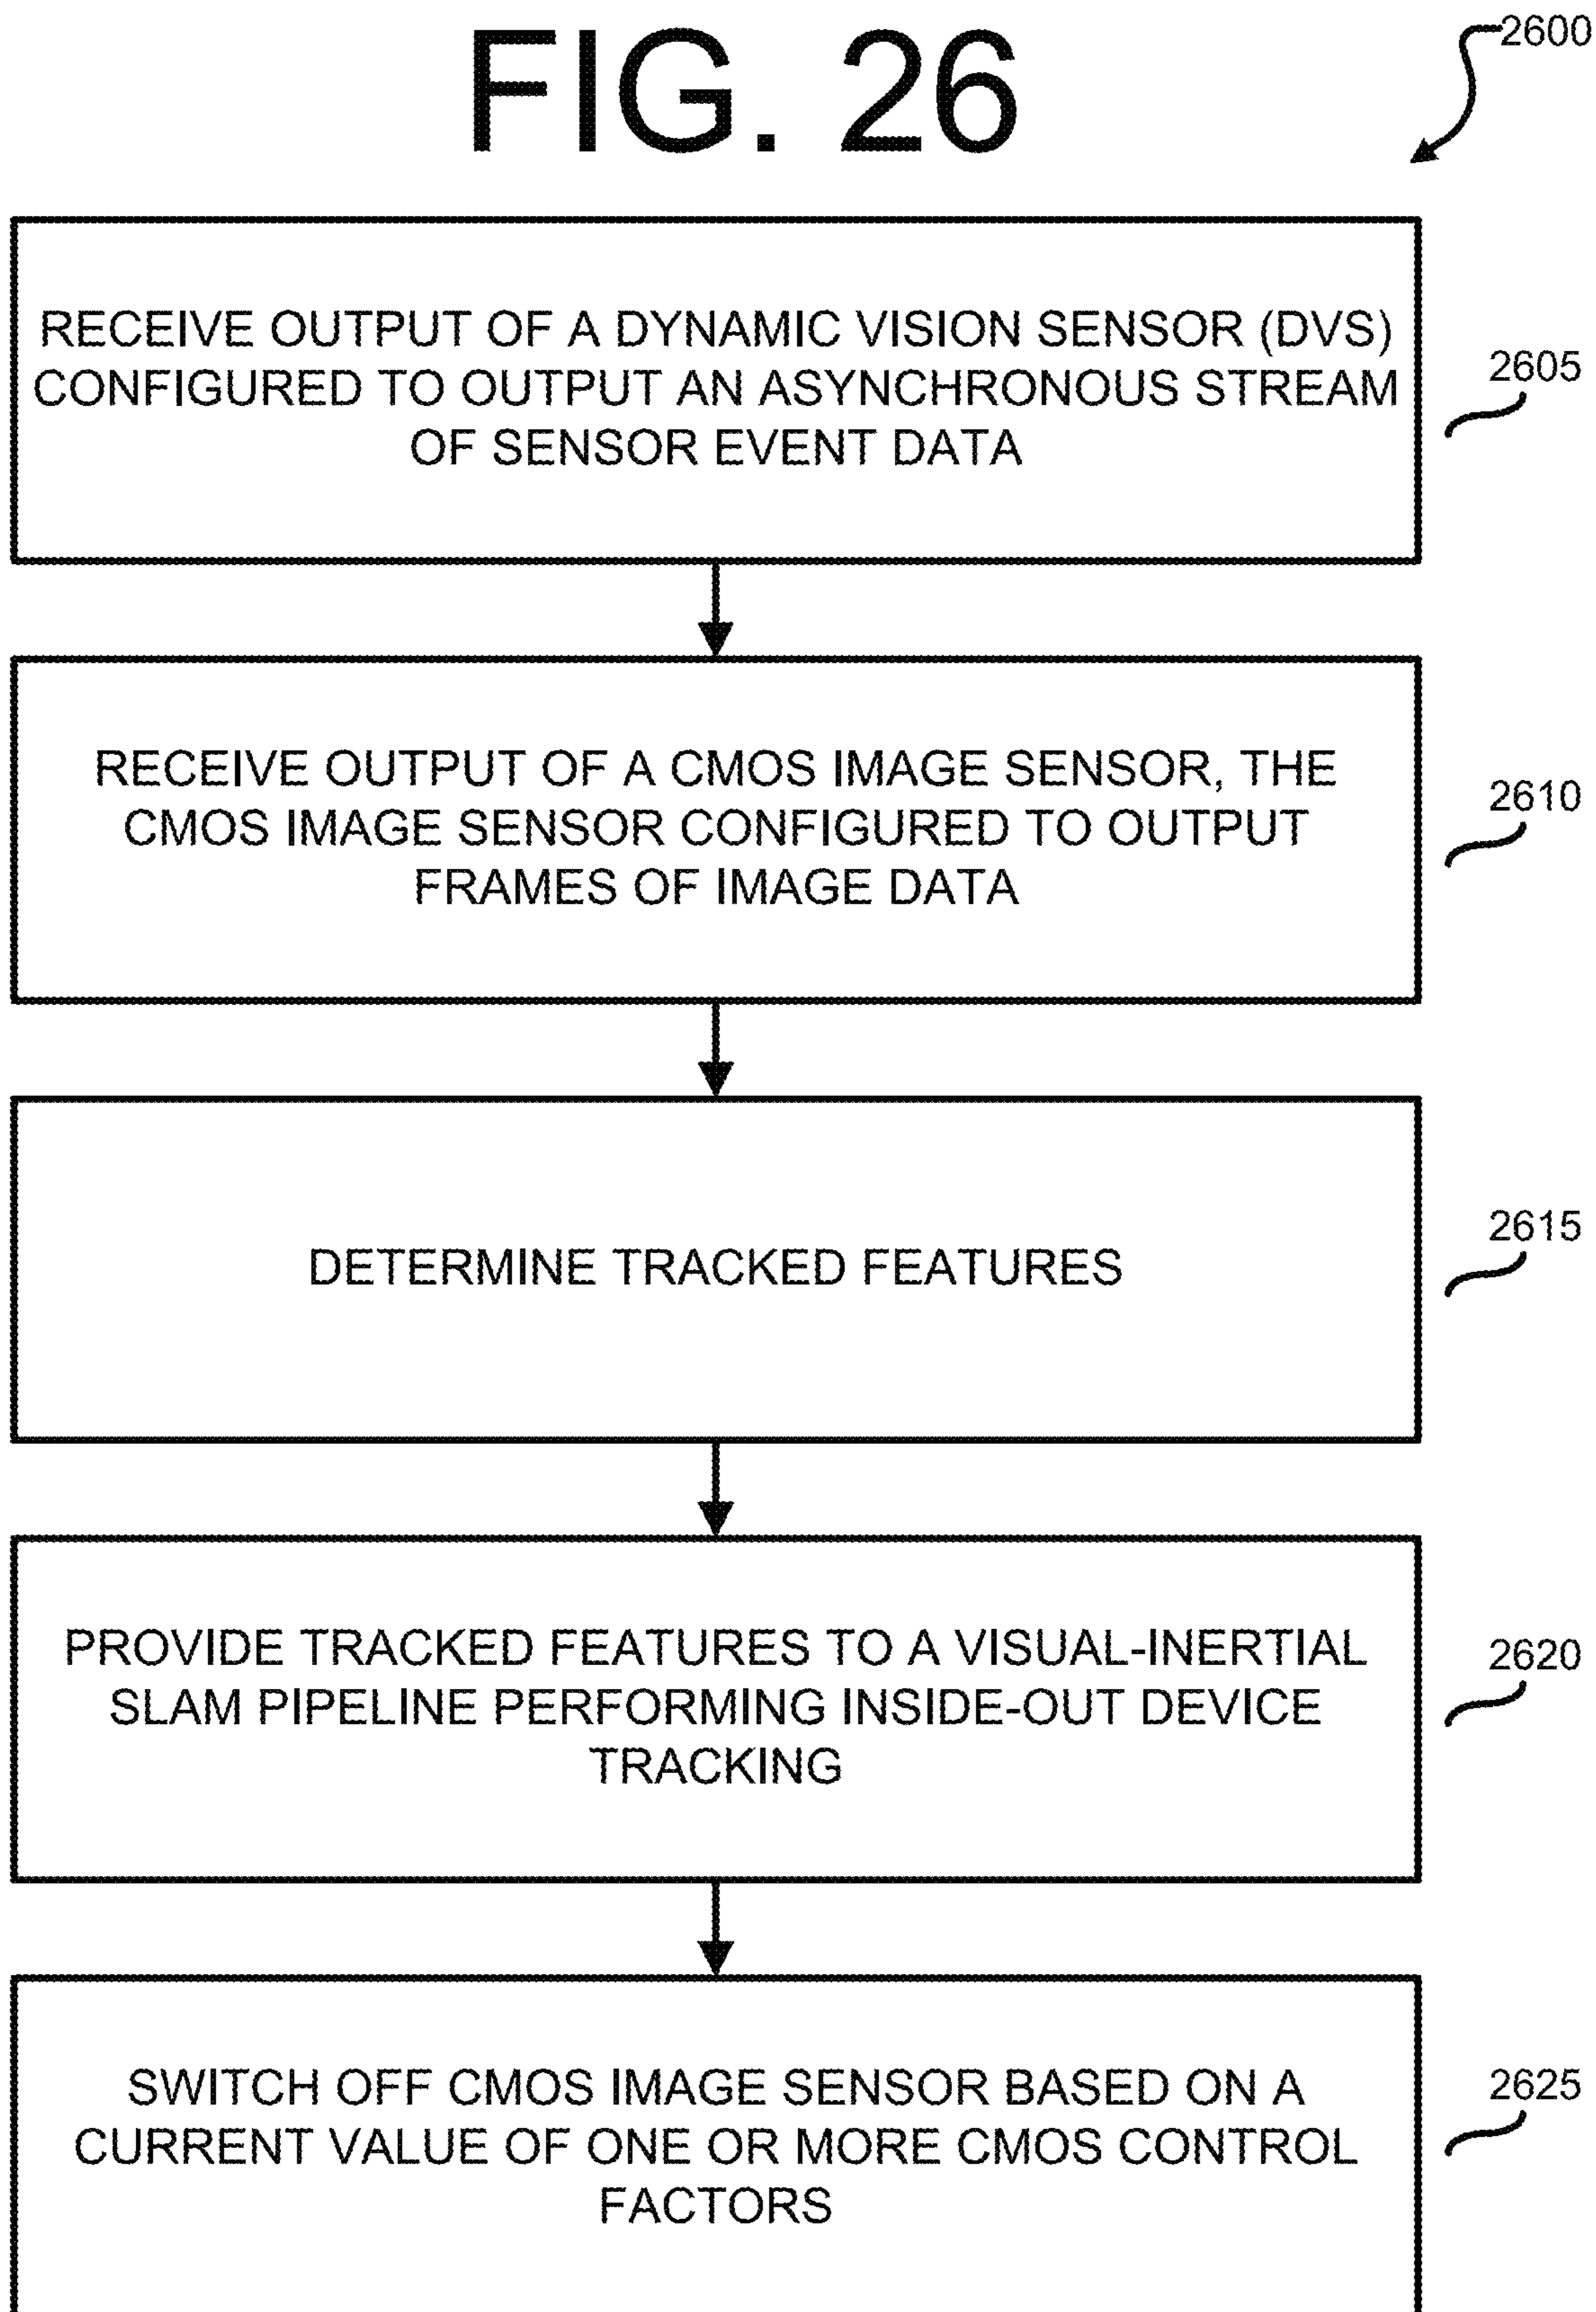 FIG. 26
2600
RECEIVE OUTPUT OF A DYNAMIC VISION SENSOR (DVS)
CONFIGURED TO OUTPUT AN ASYNCHRONOUS STREAM
OF SENSOR EVENT DATA
2605
RECEIVE OUTPUT OF A CMOS IMAGE SENSOR, THE
CMOS IMAGE SENSOR CONFIGURED TO OUTPUT
FRAMES OF IMAGE DATA
2610
DETERMINE TRACKED FEATURES
2615
PROVIDE TRACKED FEATURES TO A VISUAL-INERTIAL
SLAM PIPELINE PERFORMING INSIDE-OUT DEVICE
TRACKING
2620
SWITCH OFF CMOS IMAGE SENSOR BASED ON A
CURRENT VALUE OF ONE OR MORE CMOS CONTROL
FACTORS
2625